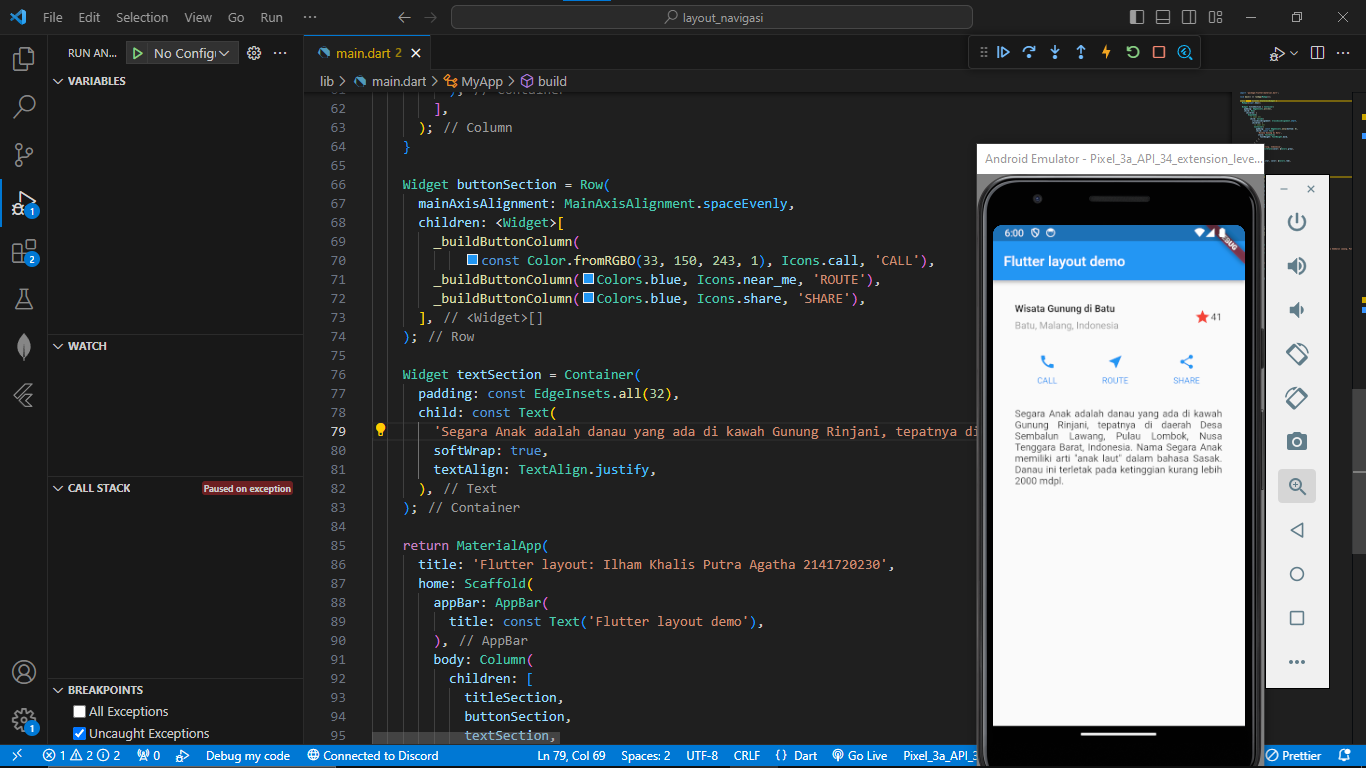 File Edit Selection View Go Run ··· layout_navigasi
RUN AN... No Config main.dart 2
lib > main.dart > MyApp > build
VARIABLES
WATCH
CALL STACK Paused on exception
BREAKPOINTS
All Exceptions
Uncaught Exceptions
62 ],
63 ); // Column
64 }
65
66 Widget buttonSection = Row(
67 mainAxisAlignment: MainAxisAlignment.spaceEvenly,
68 children: <Widget>[
69 _buildButtonColumn(
70 const Color.fromRGBO(33, 150, 243, 1), Icons.call, 'CALL'),
71 _buildButtonColumn(Colors.blue, Icons.near_me, 'ROUTE'),
72 _buildButtonColumn(Colors.blue, Icons.share, 'SHARE'),
73 ], // <Widget>[]
74 ); // Row
75
76 Widget textSection = Container(
77 padding: const EdgeInsets.all(32),
78 child: const Text(
79 'Segara Anak adalah danau yang ada di kawah Gunung Rinjani, tepatnya di
80 softWrap: true,
81 textAlign: TextAlign.justify,
82 ), // Text
83 ); // Container
84
85 return MaterialApp(
86 title: 'Flutter layout: Ilham Khalis Putra Agatha 2141720230',
87 home: Scaffold(
88 appBar: AppBar(
89 title: const Text('Flutter layout demo'),
90 ), // AppBar
91 body: Column(
92 children: [
93 titleSection,
94 buttonSection,
95 textSection,
Android Emulator - Pixel_3a_API_34_extension_leve...
6:00
Flutter layout demo
Wisata Gunung di Batu
Batu, Malang, Indonesia
41
CALL ROUTE SHARE
Segara Anak adalah danau yang ada di kawah
Gunung Rinjani, tepatnya di daerah Desa
Sembalun Lawang, Pulau Lombok, Nusa
Tenggara Barat, Indonesia. Nama Segara Anak
memiliki arti "anak laut" dalam bahasa Sasak.
Danau ini terletak pada ketinggian kurang lebih
2000 mdpl.
1 2 2 0 Debug my code Connected to Discord Ln 79, Col 69 Spaces: 2 UTF-8 CRLF {} Dart Go Live Pixel_3a_API_3 Prettier